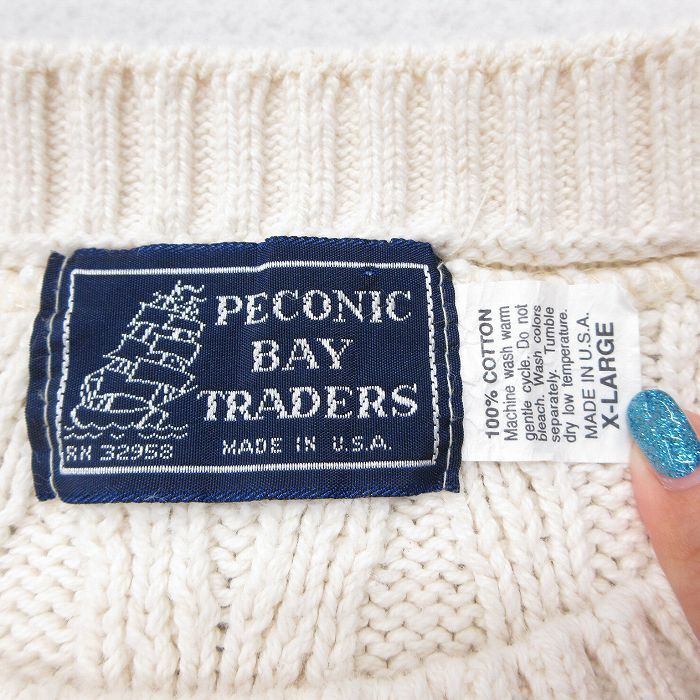 PECONIC
BAY
TRADERS
RN 32958
MADE IN U.S.A.
100% COTTON
Machine wash warm
gentle cycle. Do not
bleach. Wash colors
separately. Tumble
dry low temperature.
MADE IN U.S.A.
X-LARGE